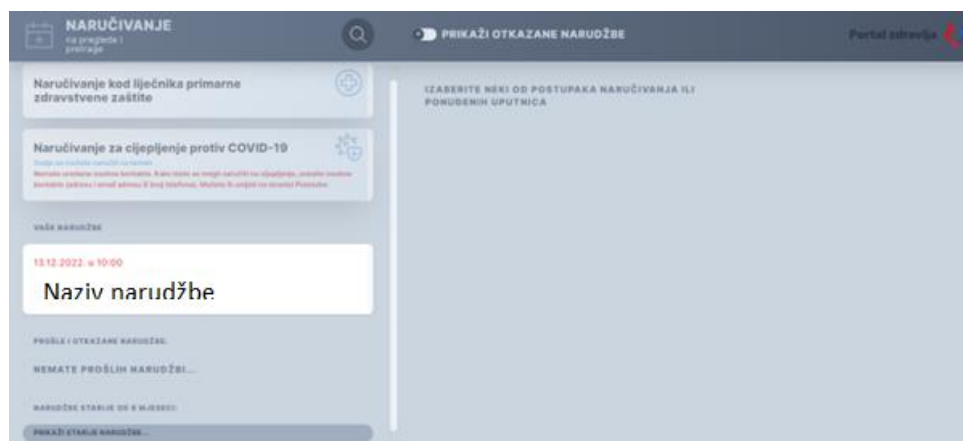 NARUČIVANJE
na preglede i
pretrage
PRIKAŽI OTKAZANE NARUDŽBE
Portal zdravlja
Naručivanje kod liječnika primarne
zdravstvene zaštite
IZABERITE NEKI OD POSTUPAKA NARUČIVANJA ILI
PONUĐENIH UPUTNICA
Naručivanje za cijepljenje protiv COVID-19
VAŠE NARUDŽBE
13.12.2022. u 10:00
Naziv narudžbe
PROŠLE I OTKAZANE NARUDŽBE:
NEMATE PROŠLIH NARUDŽBI...
NARUDŽBE STARIJE OD 6 MJESECI:
PRIKAŽI STARIJE NARUDŽBE...